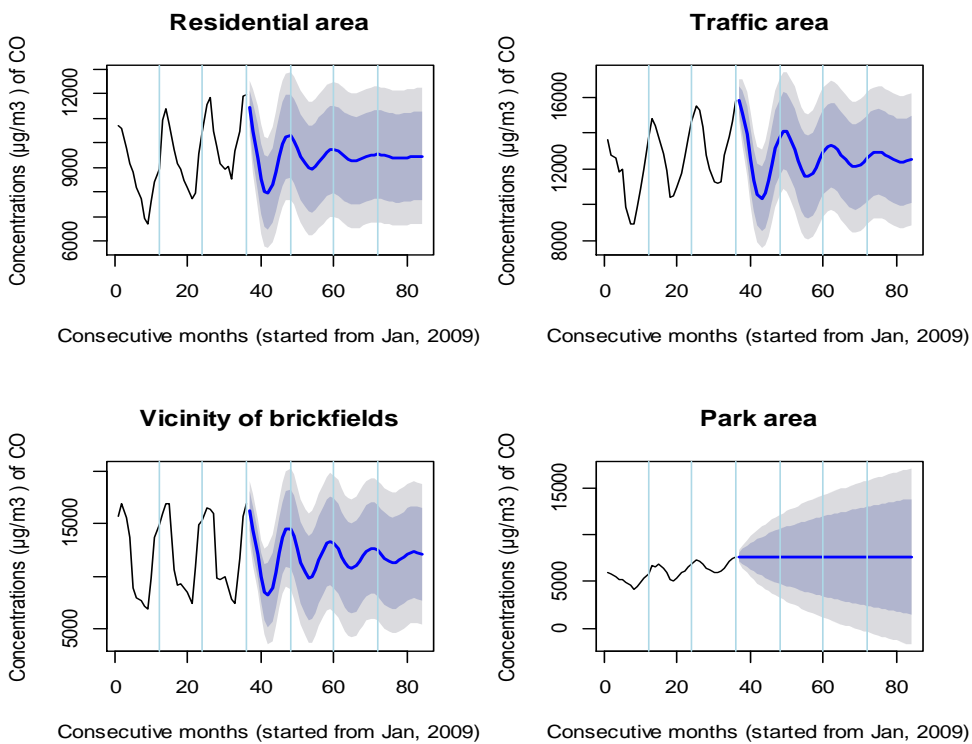 Residential area
Concentrations (µg/m3 ) of CO
12000
9000
6000
0 20 40 60 80
Consecutive months (started from Jan, 2009)
Traffic area
Concentrations (µg/m3 ) of CO
16000
12000
8000
0 20 40 60 80
Consecutive months (started from Jan, 2009)
Vicinity of brickfields
Concentrations (µg/m3 ) of CO
15000
5000
0 20 40 60 80
Consecutive months (started from Jan, 2009)
Park area
Concentrations (µg/m3 ) of CO
15000
5000
0
0 20 40 60 80
Consecutive months (started from Jan, 2009)